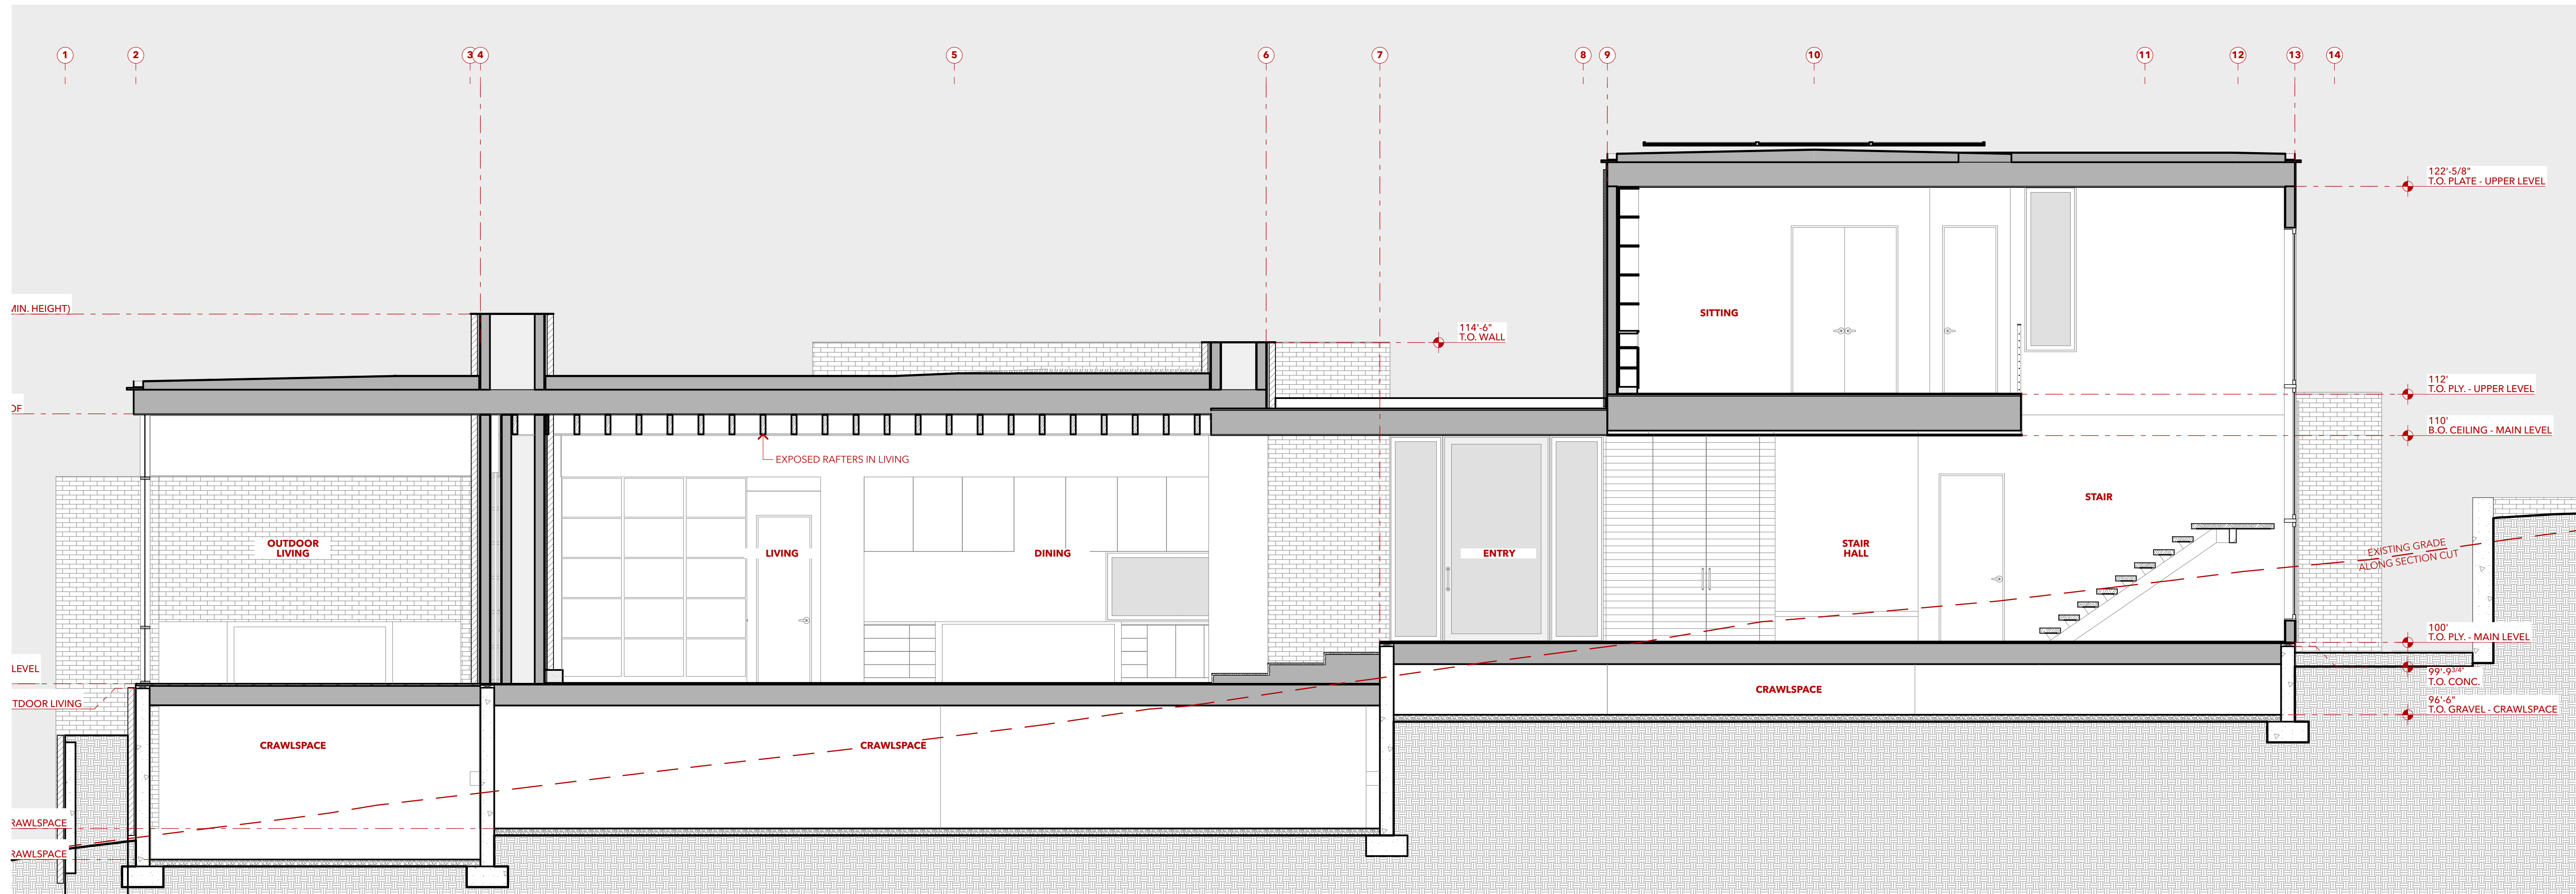 1 2 3 4 5 6 7 8 9 10 11 12 13 14
122'-5/8"
T.O. PLATE - UPPER LEVEL
MIN. HEIGHT)
SITTING
114'-6"
T.O. WALL
112'
T.O. PLY. - UPPER LEVEL
OF
110'
B.O. CEILING - MAIN LEVEL
EXPOSED RAFTERS IN LIVING
STAIR
OUTDOOR
LIVING
LIVING
DINING
ENTRY
STAIR
HALL
EXISTING GRADE
ALONG SECTION CUT
100'
T.O. PLY. - MAIN LEVEL
LEVEL
99'-9 3/4"
T.O. CONC.
CRAWLSPACE
96'-6"
T.O. GRAVEL - CRAWLSPACE
TDOOR LIVING
CRAWLSPACE
CRAWLSPACE
RAWLSPACE
RAWLSPACE